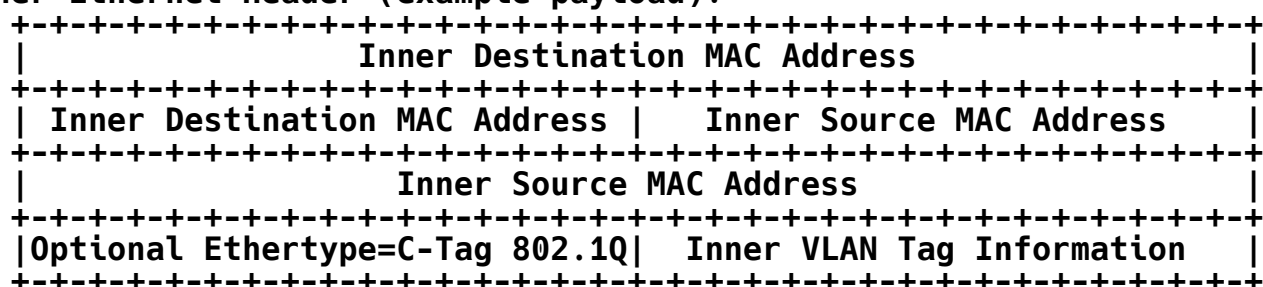 ner Ethernet Header (example payload):
+-+-+-+-+-+-+-+-+-+-+-+-+-+-+-+-+-+-+-+-+-+-+-+-+-+-+-+-+-+-+-+-+
|                 Inner Destination MAC Address                 |
+-+-+-+-+-+-+-+-+-+-+-+-+-+-+-+-+-+-+-+-+-+-+-+-+-+-+-+-+-+-+-+-+
| Inner Destination MAC Address |   Inner Source MAC Address    |
+-+-+-+-+-+-+-+-+-+-+-+-+-+-+-+-+-+-+-+-+-+-+-+-+-+-+-+-+-+-+-+-+
|                   Inner Source MAC Address                    |
+-+-+-+-+-+-+-+-+-+-+-+-+-+-+-+-+-+-+-+-+-+-+-+-+-+-+-+-+-+-+-+-+
|Optional Ethertype=C-Tag 802.1Q|  Inner VLAN Tag Information   |
+-+-+-+-+-+-+-+-+-+-+-+-+-+-+-+-+-+-+-+-+-+-+-+-+-+-+-+-+-+-+-+-+